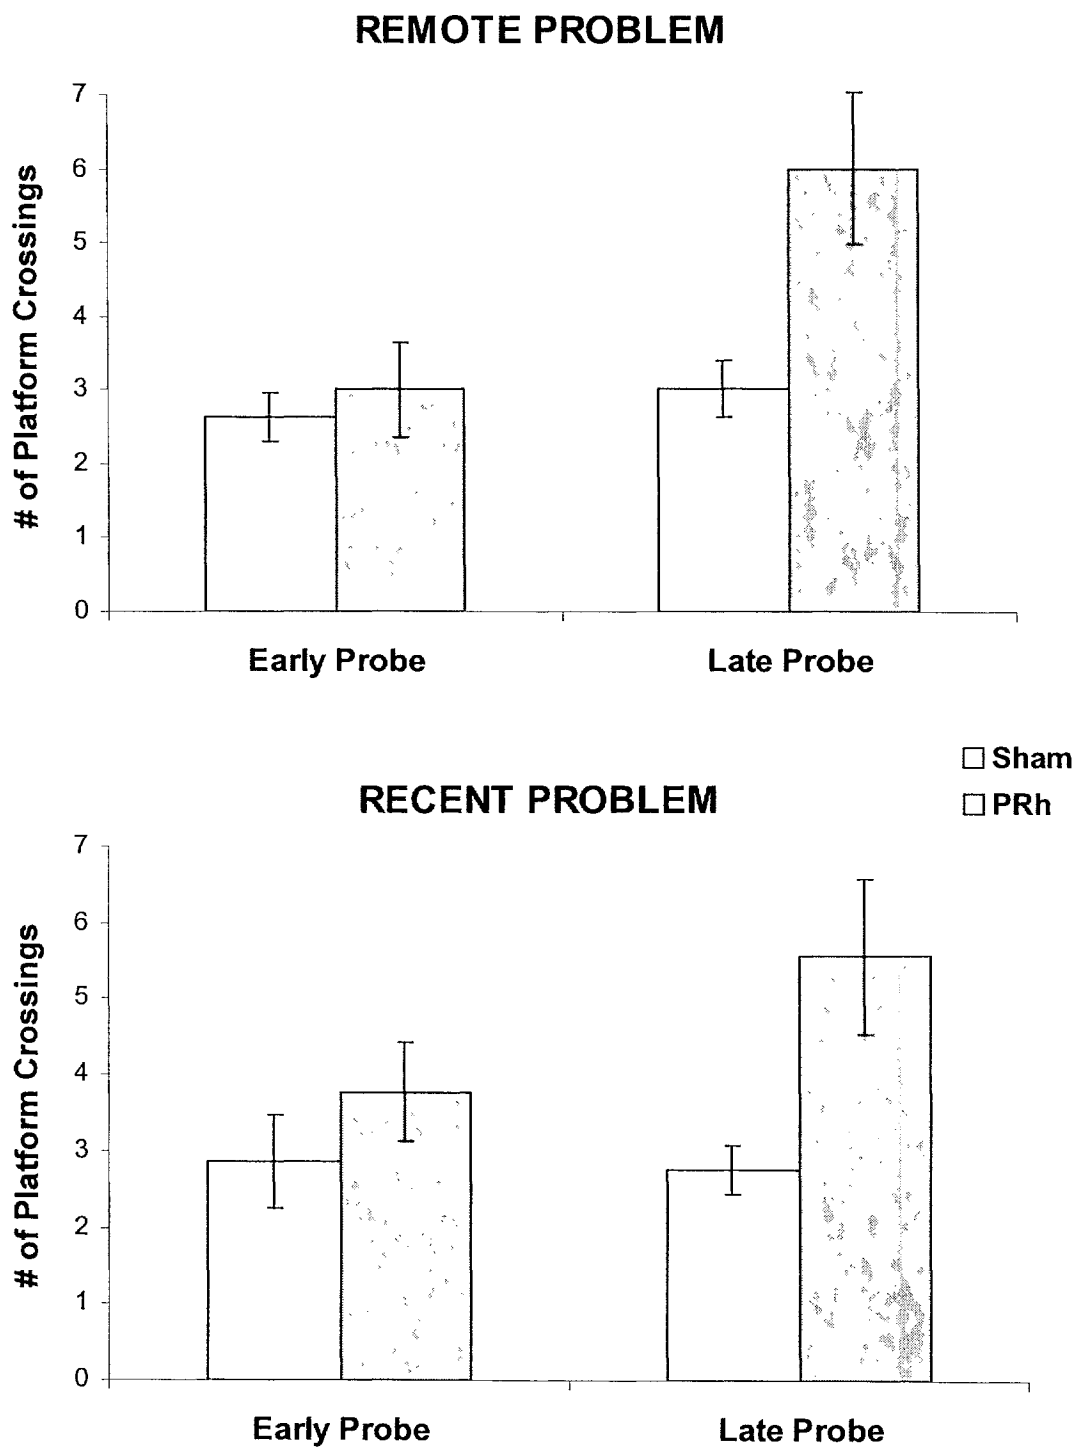 REMOTE PROBLEM
7
6
5
4
3
2
1
0
# of Platform Crossings
Early Probe Late Probe
Sham
PRh
RECENT PROBLEM
7
6
5
4
3
2
1
0
# of Platform Crossings
Early Probe Late Probe